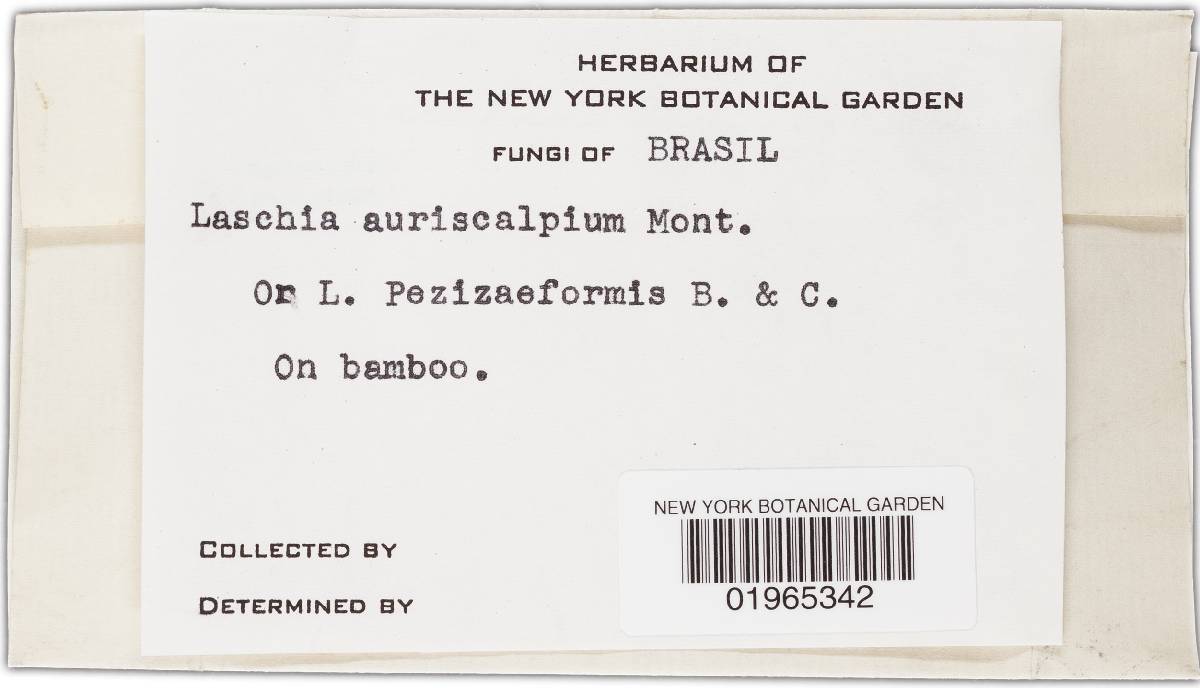 HERBARIUM OF
THE NEW YORK BOTANICAL GARDEN
FUNGI OF BRASIL
Laschia auriscalpium Mont.
Or L. Pezizaeformis B. & C.
On bamboo.
NEW YORK BOTANICAL GARDEN
01965342
COLLECTED BY
DETERMINED BY